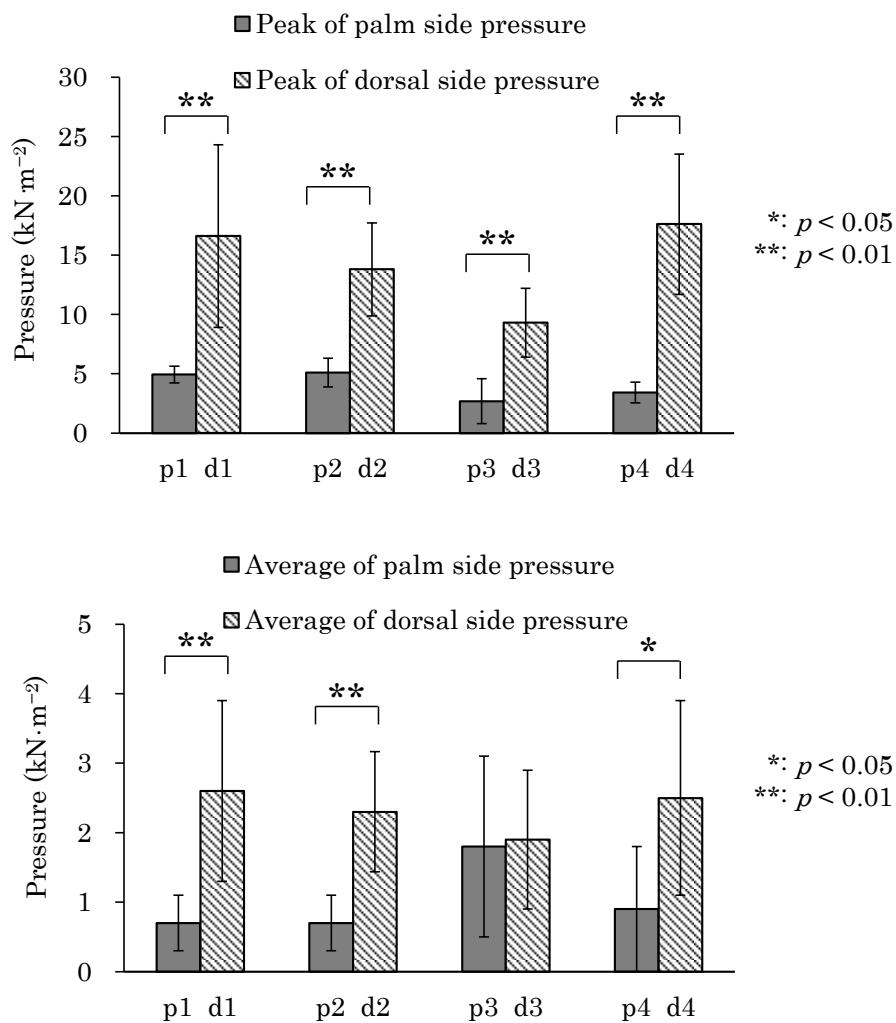 Peak of palm side pressure
Peak of dorsal side pressure
30
25
20
15
10
5
0
Pressure (kN·m⁻²)
**
**
**
**
p1 d1 p2 d2 p3 d3 p4 d4
*: p < 0.05
**: p < 0.01
Average of palm side pressure
Average of dorsal side pressure
5
4
3
2
1
0
Pressure (kN·m⁻²)
**
**
*
p1 d1 p2 d2 p3 d3 p4 d4
*: p < 0.05
**: p < 0.01